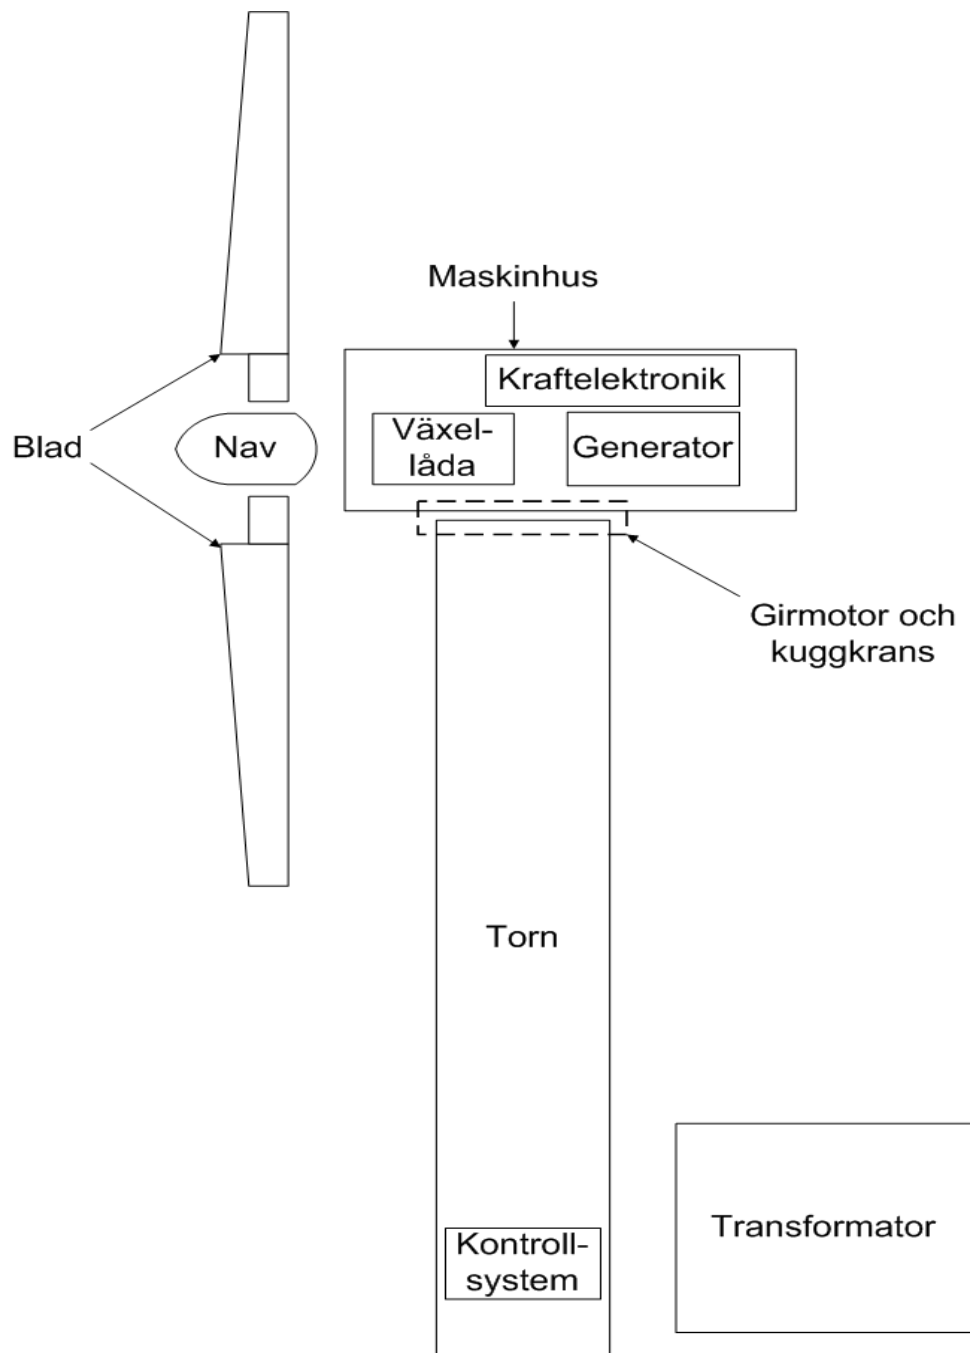 Maskinhus
Kraftelektronik
Växel-
låda
Generator
Blad
Nav
Girmotor och
kuggkrans
Torn
Transformator
Kontroll-
system